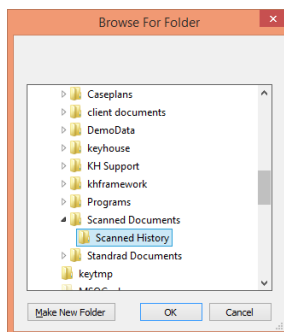 Browse For Folder
Caseplans
client documents
DemoData
keyhouse
KH Support
khframework
Programs
Scanned Documents
Scanned History
Standrad Documents
keytmp
Make New Folder
OK
Cancel